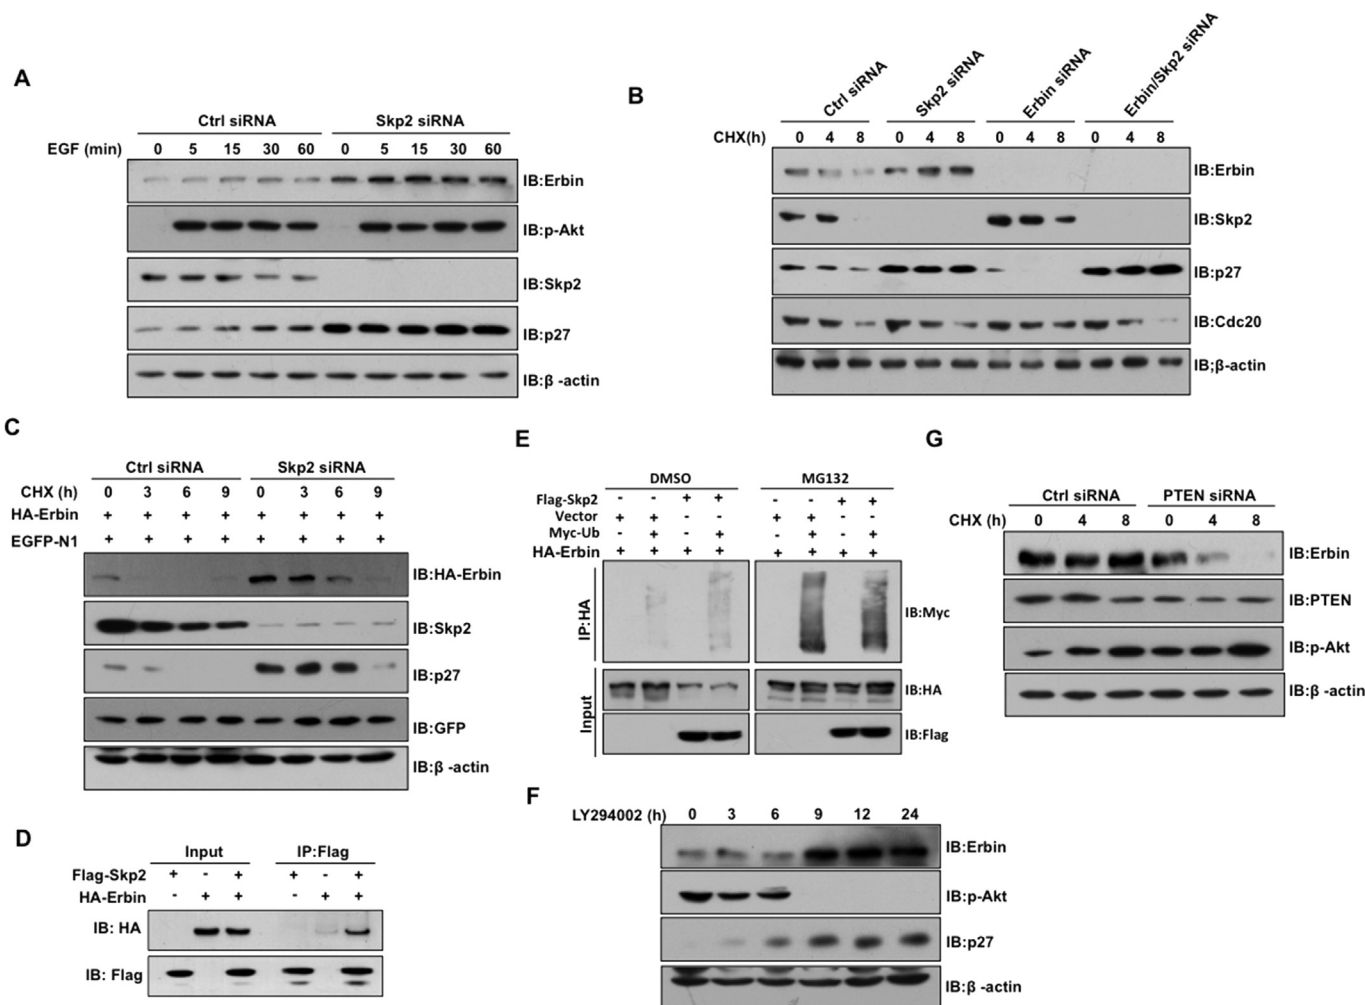 A
Ctrl siRNA Skp2 siRNA
EGF (min) 0 5 15 30 60 0 5 15 30 60
IB:Erbin
IB:p-Akt
IB:Skp2
IB:p27
IB:β -actin
B
Ctrl siRNA Skp2 siRNA Erbin siRNA Erbin/Skp2 siRNA
CHX(h) 0 4 8 0 4 8 0 4 8 0 4 8
IB:Erbin
IB:Skp2
IB:p27
IB:Cdc20
IB;β-actin
C
Ctrl siRNA Skp2 siRNA
CHX (h) 0 3 6 9 0 3 6 9
HA-Erbin + + + + + + + +
EGFP-N1 + + + + + + + +
IB:HA-Erbin
IB:Skp2
IB:p27
IB:GFP
IB:β -actin
D
Input IP:Flag
Flag-Skp2 + - + + - +
HA-Erbin - + + - + +
IB: HA
IB: Flag
E
DMSO MG132
Flag-Skp2 - - + + - - + +
Vector + + - - + + - -
Myc-Ub - + - + - + - +
HA-Erbin + + + + + + + +
IP:HA
IB:Myc
Input
IB:HA
IB:Flag
F
LY294002 (h) 0 3 6 9 12 24
IB:Erbin
IB:p-Akt
IB:p27
IB:β -actin
G
Ctrl siRNA PTEN siRNA
CHX (h) 0 4 8 0 4 8
IB:Erbin
IB:PTEN
IB:p-Akt
IB:β -actin